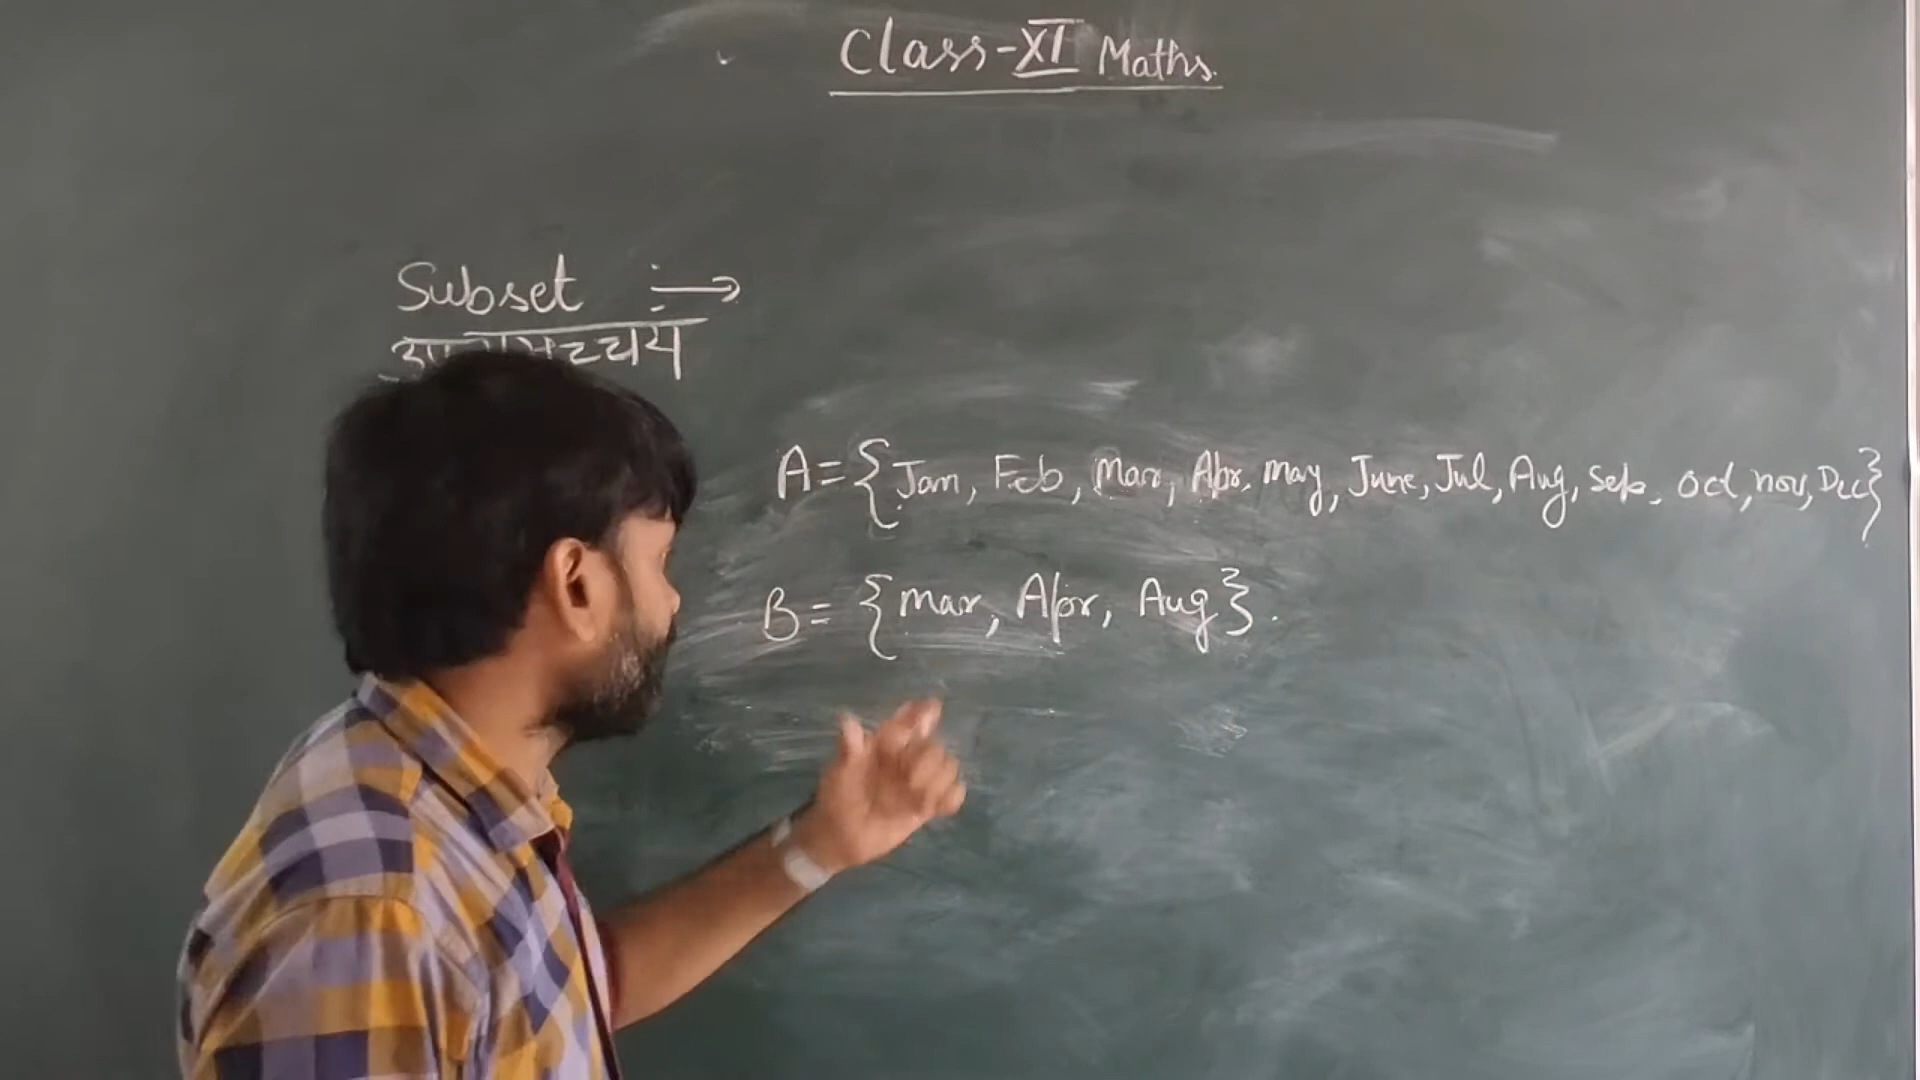 Class-XI Maths.
Subset :→
A={Jan, Feb, Mar, Apr, may, June, Jul, Aug, Sep, Oct, nov, Dec}
B= {mar, Apr, Aug}.